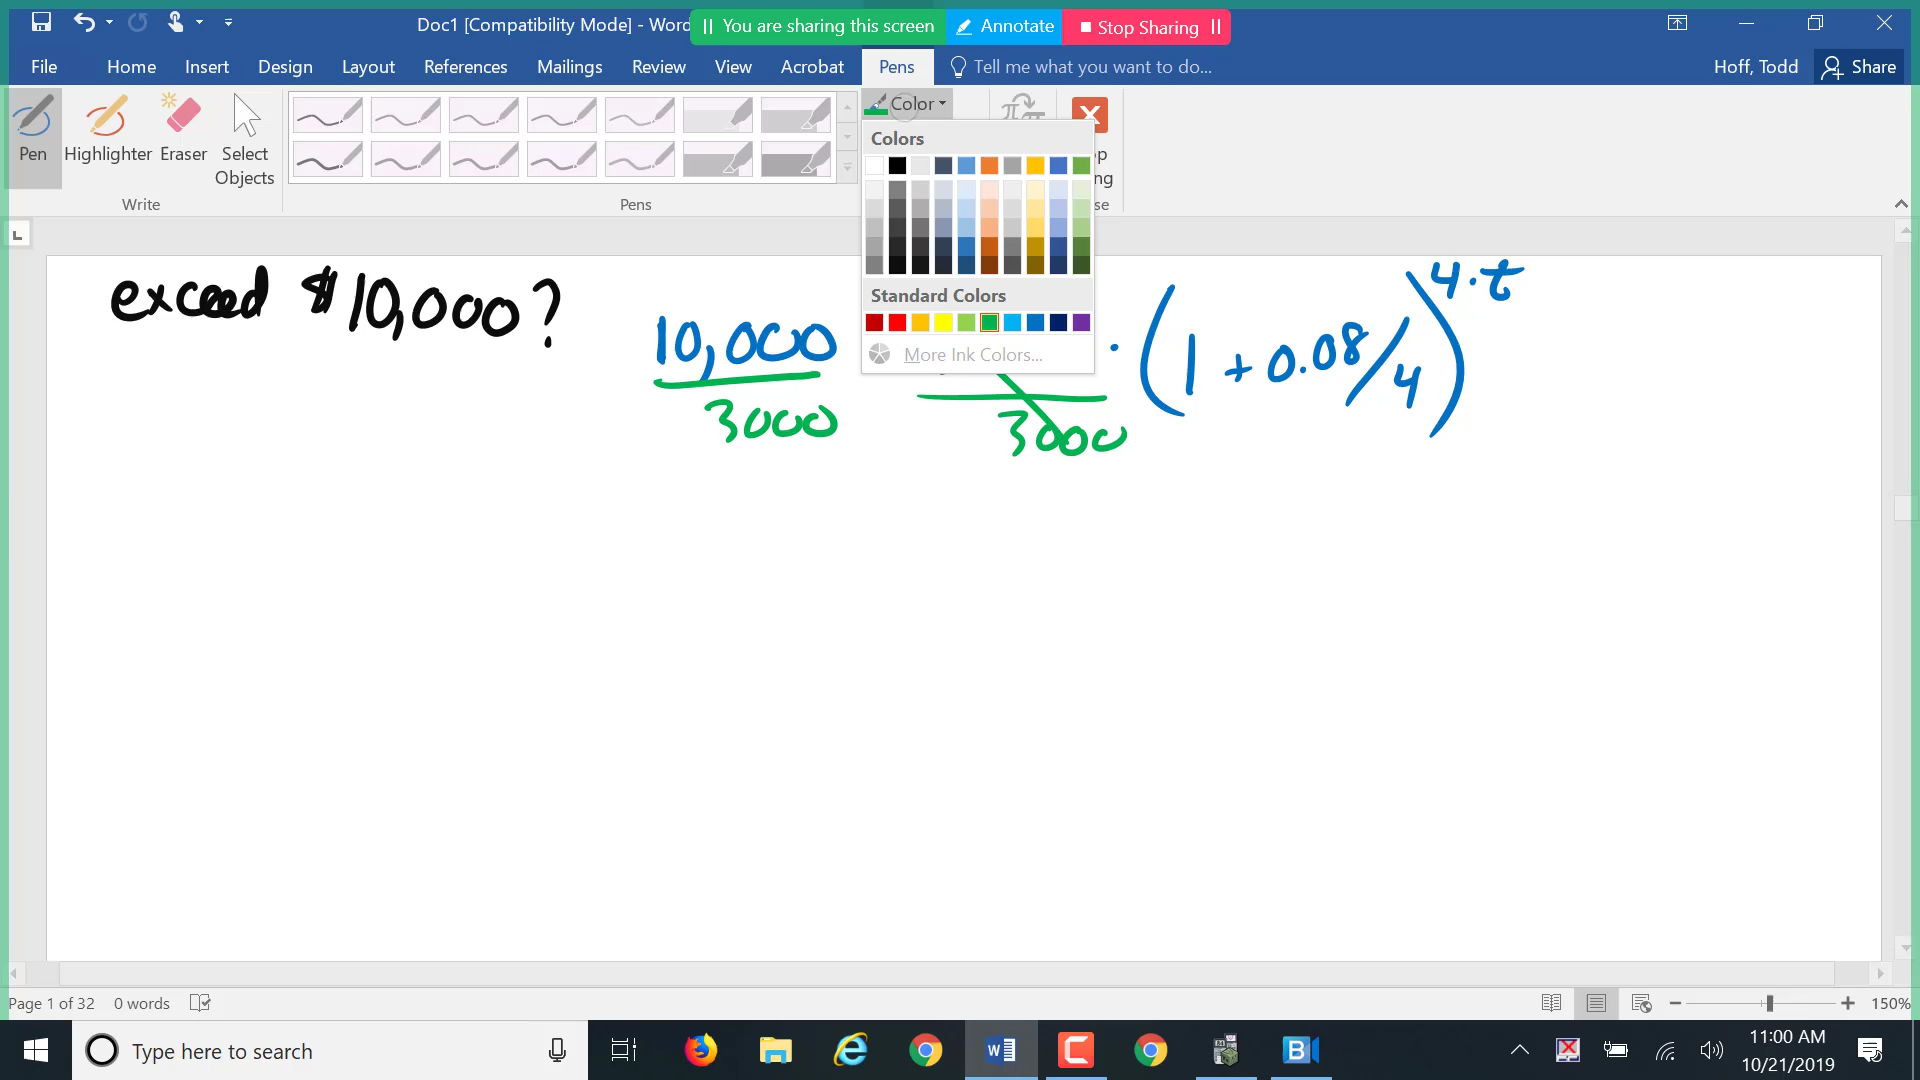 Doc1 [Compatibility Mode] - Word
You are sharing this screen
Annotate
Stop Sharing
File Home Insert Design Layout References Mailings Review View Acrobat Pens Tell me what you want to do... Hoff, Todd Share
Pen Highlighter Eraser Select Objects
Color
Write Pens
Colors
Standard Colors
More Ink Colors...
exceed $10,000?
10,000 · (1 + 0.08/4)^4·t
3000 3000
Page 1 of 32 0 words 150%
Type here to search
11:00 AM
10/21/2019